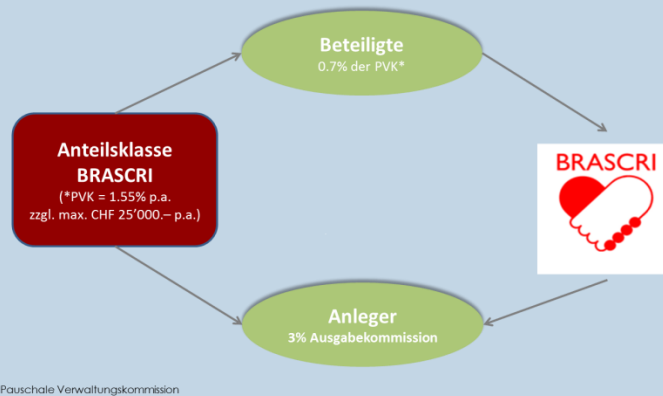 Beteiligte
0.7% der PVK*
Anteilsklasse
BRASCRI
(*PVK = 1.55% p.a.
zzgl. max. CHF 25’000.– p.a.)
BRASCRI
Anleger
3% Ausgabekommission
Pauschale Verwaltungskommission